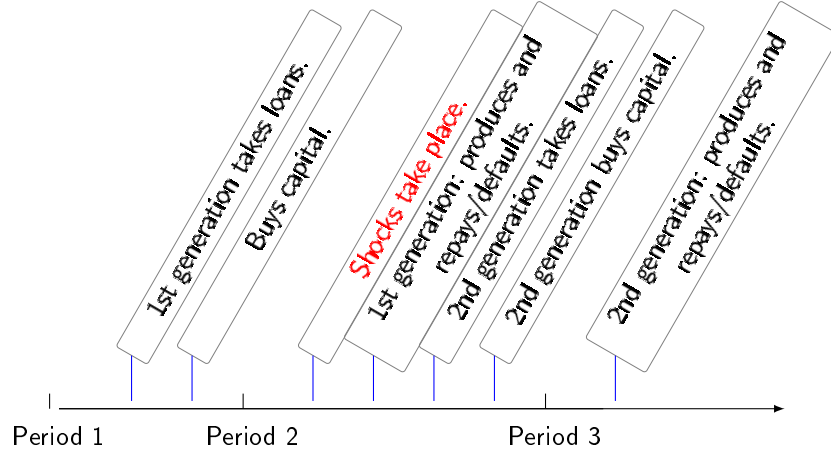 1st generation takes loans.
Buys capital.
Shocks take place.
1st generation: produces and
repays/defaults.
2nd generation takes loans.
2nd generation buys capital.
2nd generation: produces and
repays/defaults.
Period 1
Period 2
Period 3